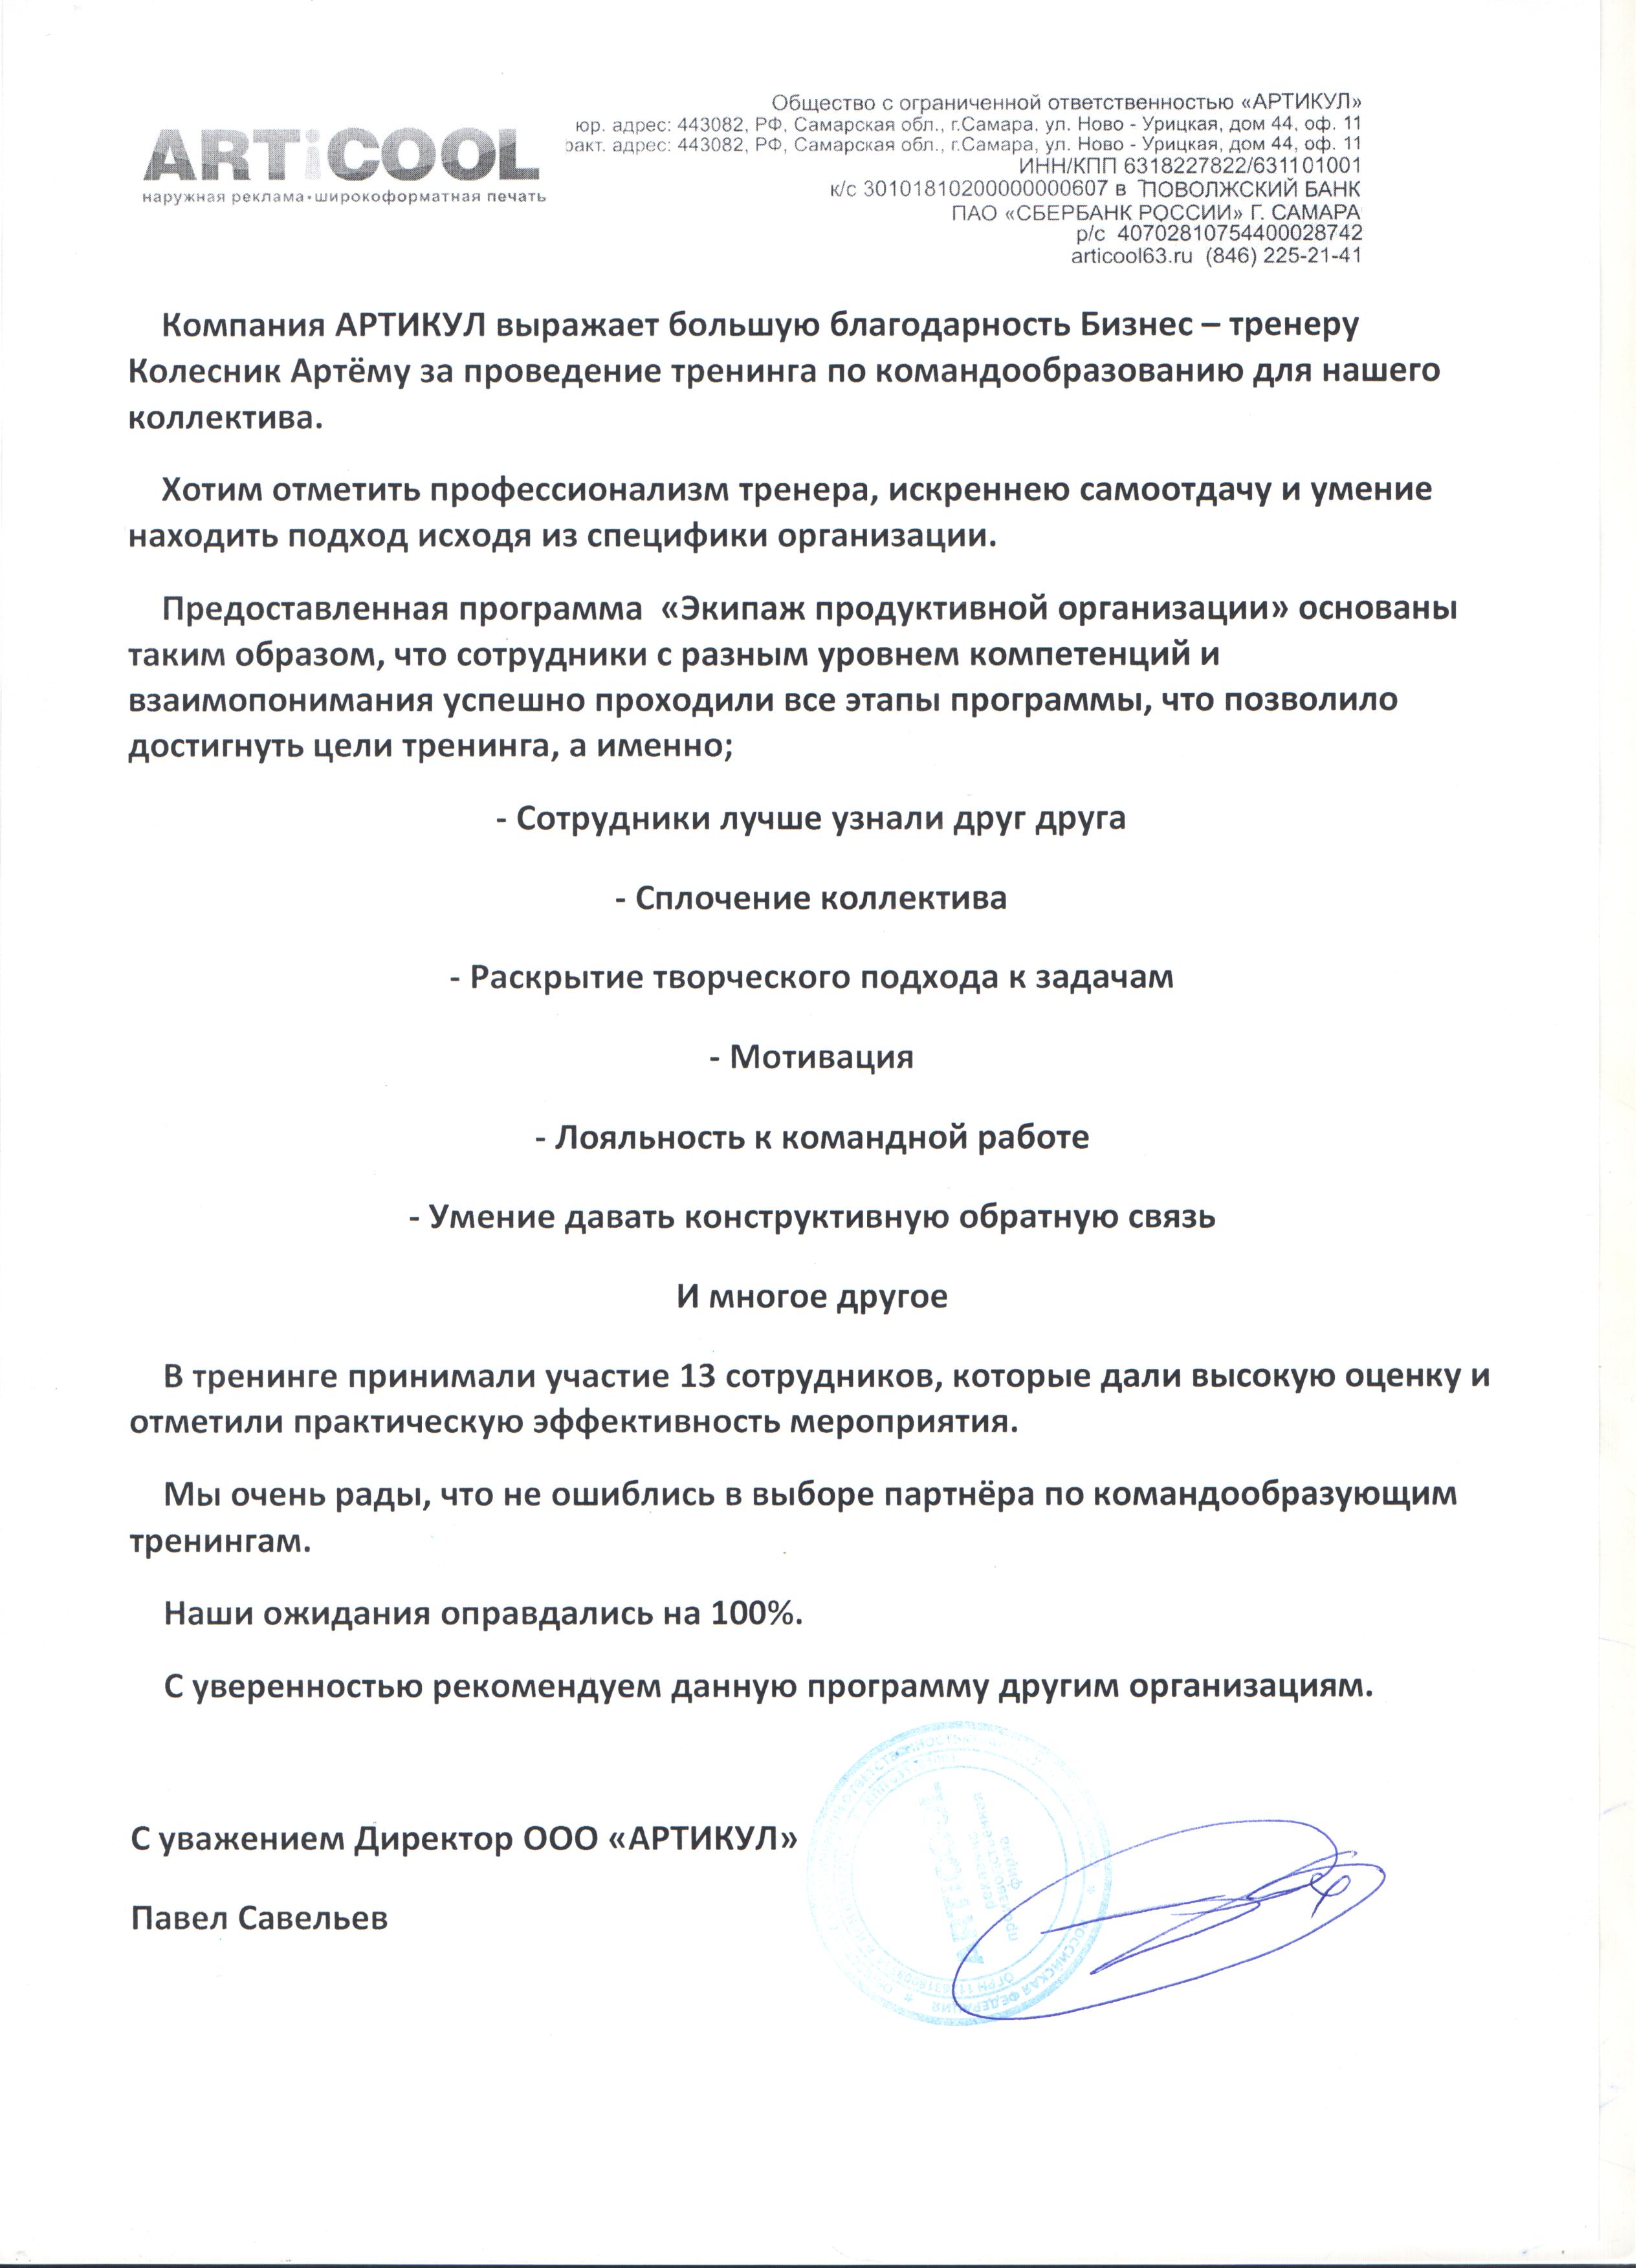 ARTiCOOL
наружная реклама•широкоформатная печать
Общество с ограниченной ответственностью «АРТИКУЛ»
юр. адрес: 443082, РФ, Самарская обл., г.Самара, ул. Ново - Урицкая, дом 44, оф. 11
факт. адрес: 443082, РФ, Самарская обл., г.Самара, ул. Ново - Урицкая, дом 44, оф. 11
ИНН/КПП 6318227822/631101001
к/с 30101810200000000607 в ПОВОЛЖСКИЙ БАНК
ПАО «СБЕРБАНК РОССИИ» Г. САМАРА
р/с 40702810754400028742
articool63.ru (846) 225-21-41
Компания АРТИКУЛ выражает большую благодарность Бизнес – тренеру
Колесник Артёму за проведение тренинга по командообразованию для нашего
коллектива.
Хотим отметить профессионализм тренера, искреннею самоотдачу и умение
находить подход исходя из специфики организации.
Предоставленная программа «Экипаж продуктивной организации» основаны
таким образом, что сотрудники с разным уровнем компетенций и
взаимопонимания успешно проходили все этапы программы, что позволило
достигнуть цели тренинга, а именно;
- Сотрудники лучше узнали друг друга
- Сплочение коллектива
- Раскрытие творческого подхода к задачам
- Мотивация
- Лояльность к командной работе
- Умение давать конструктивную обратную связь
И многое другое
В тренинге принимали участие 13 сотрудников, которые дали высокую оценку и
отметили практическую эффективность мероприятия.
Мы очень рады, что не ошиблись в выборе партнёра по командообразующим
тренингам.
Наши ожидания оправдались на 100%.
С уверенностью рекомендуем данную программу другим организациям.
С уважением Директор ООО «АРТИКУЛ»
Павел Савельев
ARTiCOOL
РОССИЙСКАЯ ФЕДЕРАЦИЯ